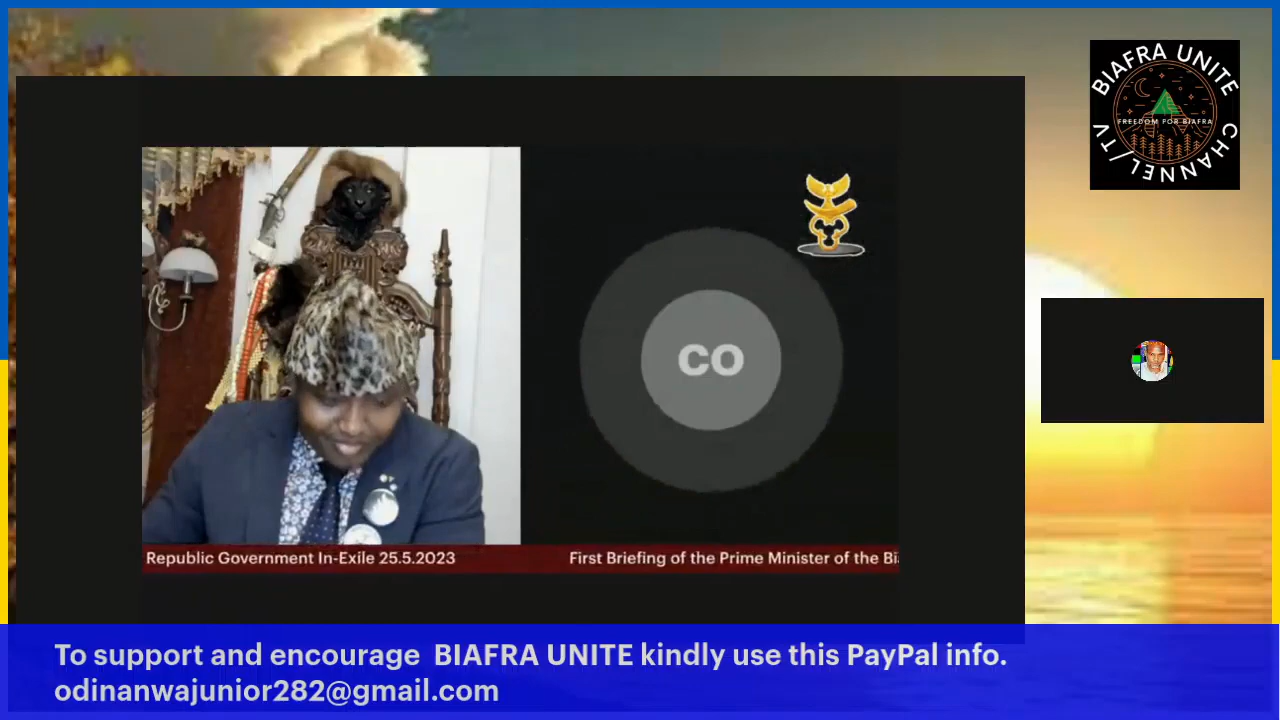 BIAFRA UNITE
CHANNEL/TV
FREEDOM FOR BIAFRA
CO
Republic Government In-Exile 25.5.2023
First Briefing of the Prime Minister of the Bi
To support and encourage BIAFRA UNITE kindly use this PayPal info.
odinanwajunior282@gmail.com